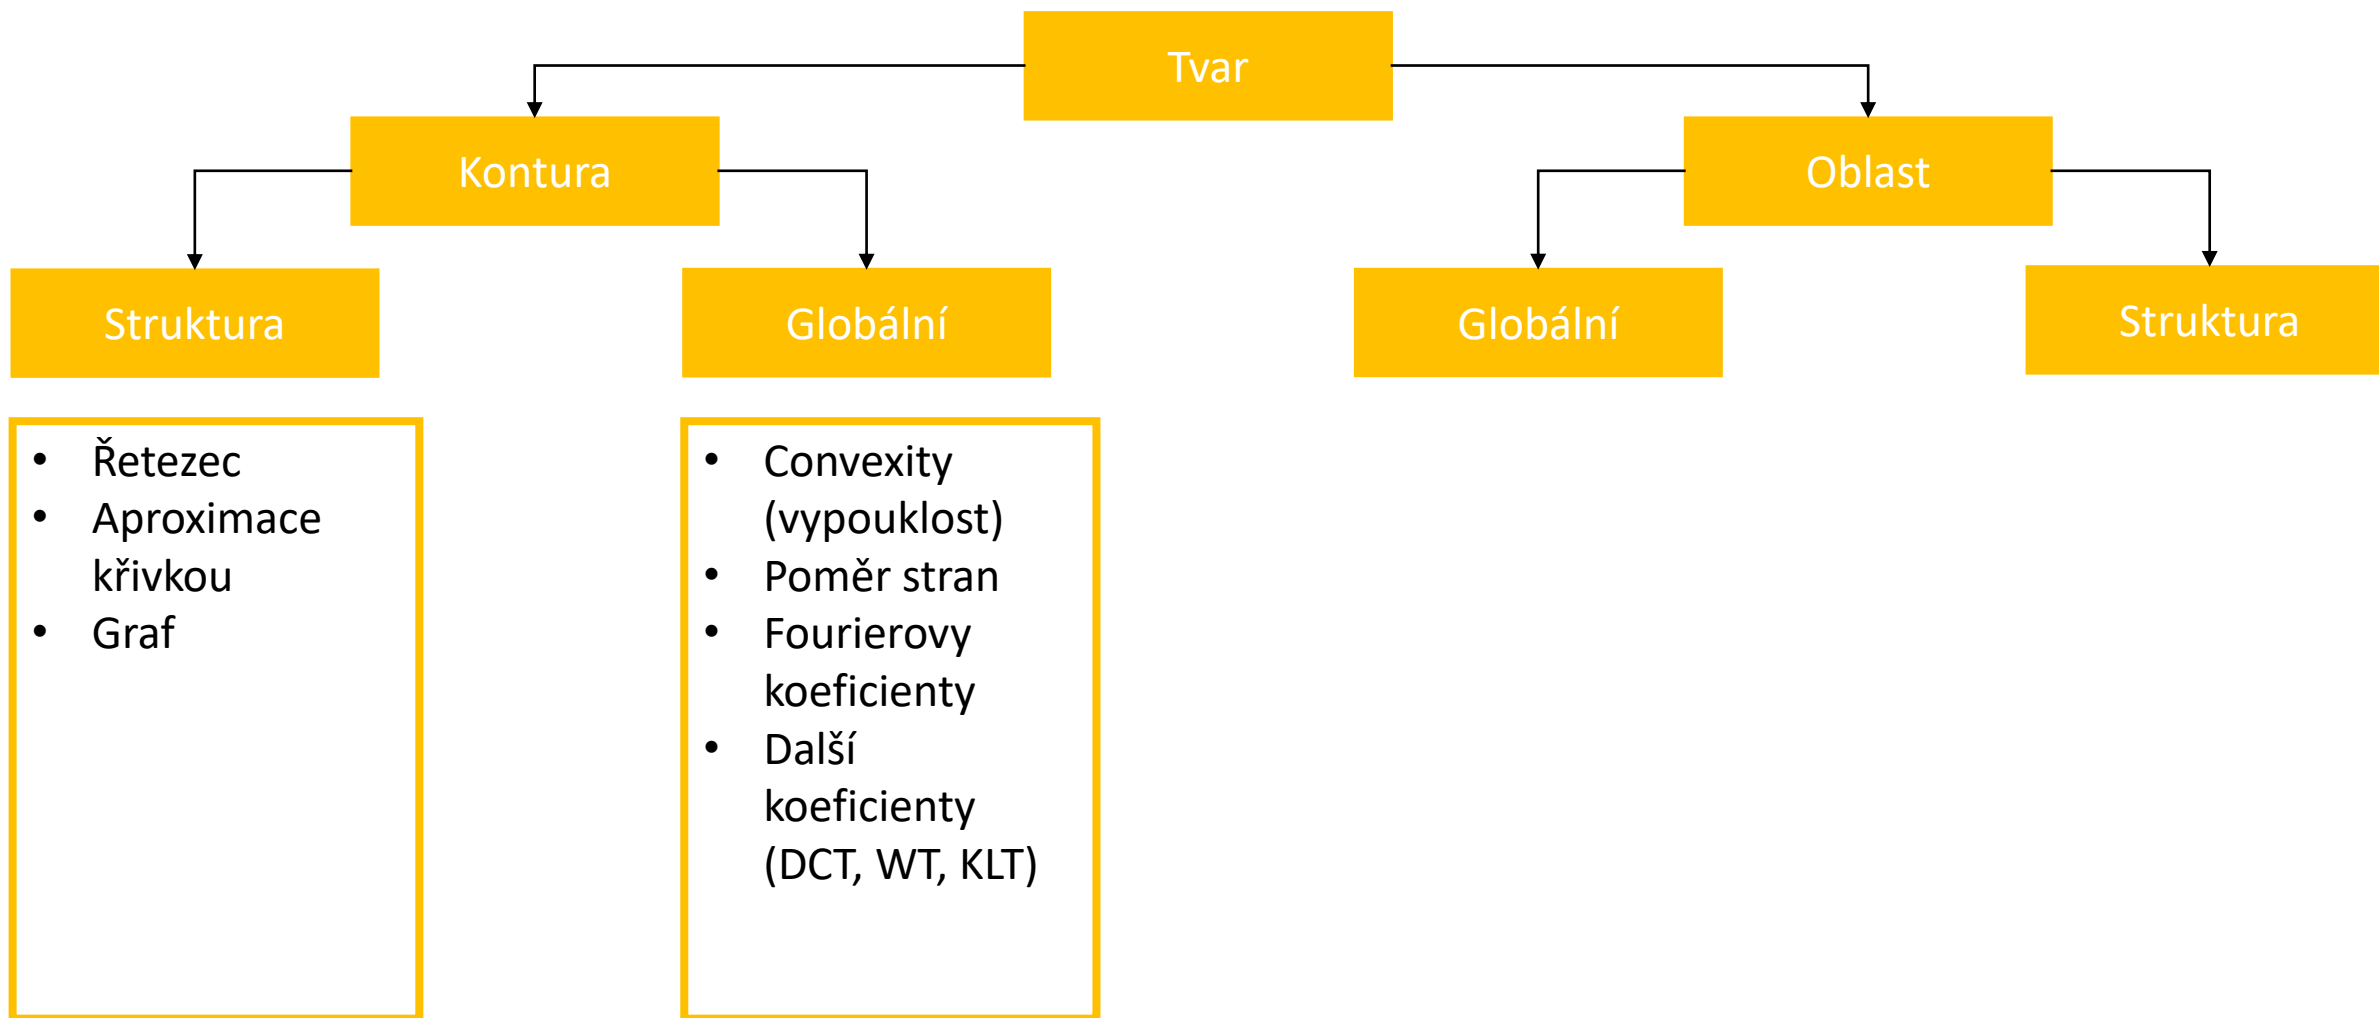 Tvar
Kontura
Oblast
Struktura
Globální
Globální
Struktura
• Řetezec
• Aproximace
křivkou
• Graf
• Convexity
(vypouklost)
• Poměr stran
• Fourierovy
koeficienty
• Další
koeficienty
(DCT, WT, KLT)